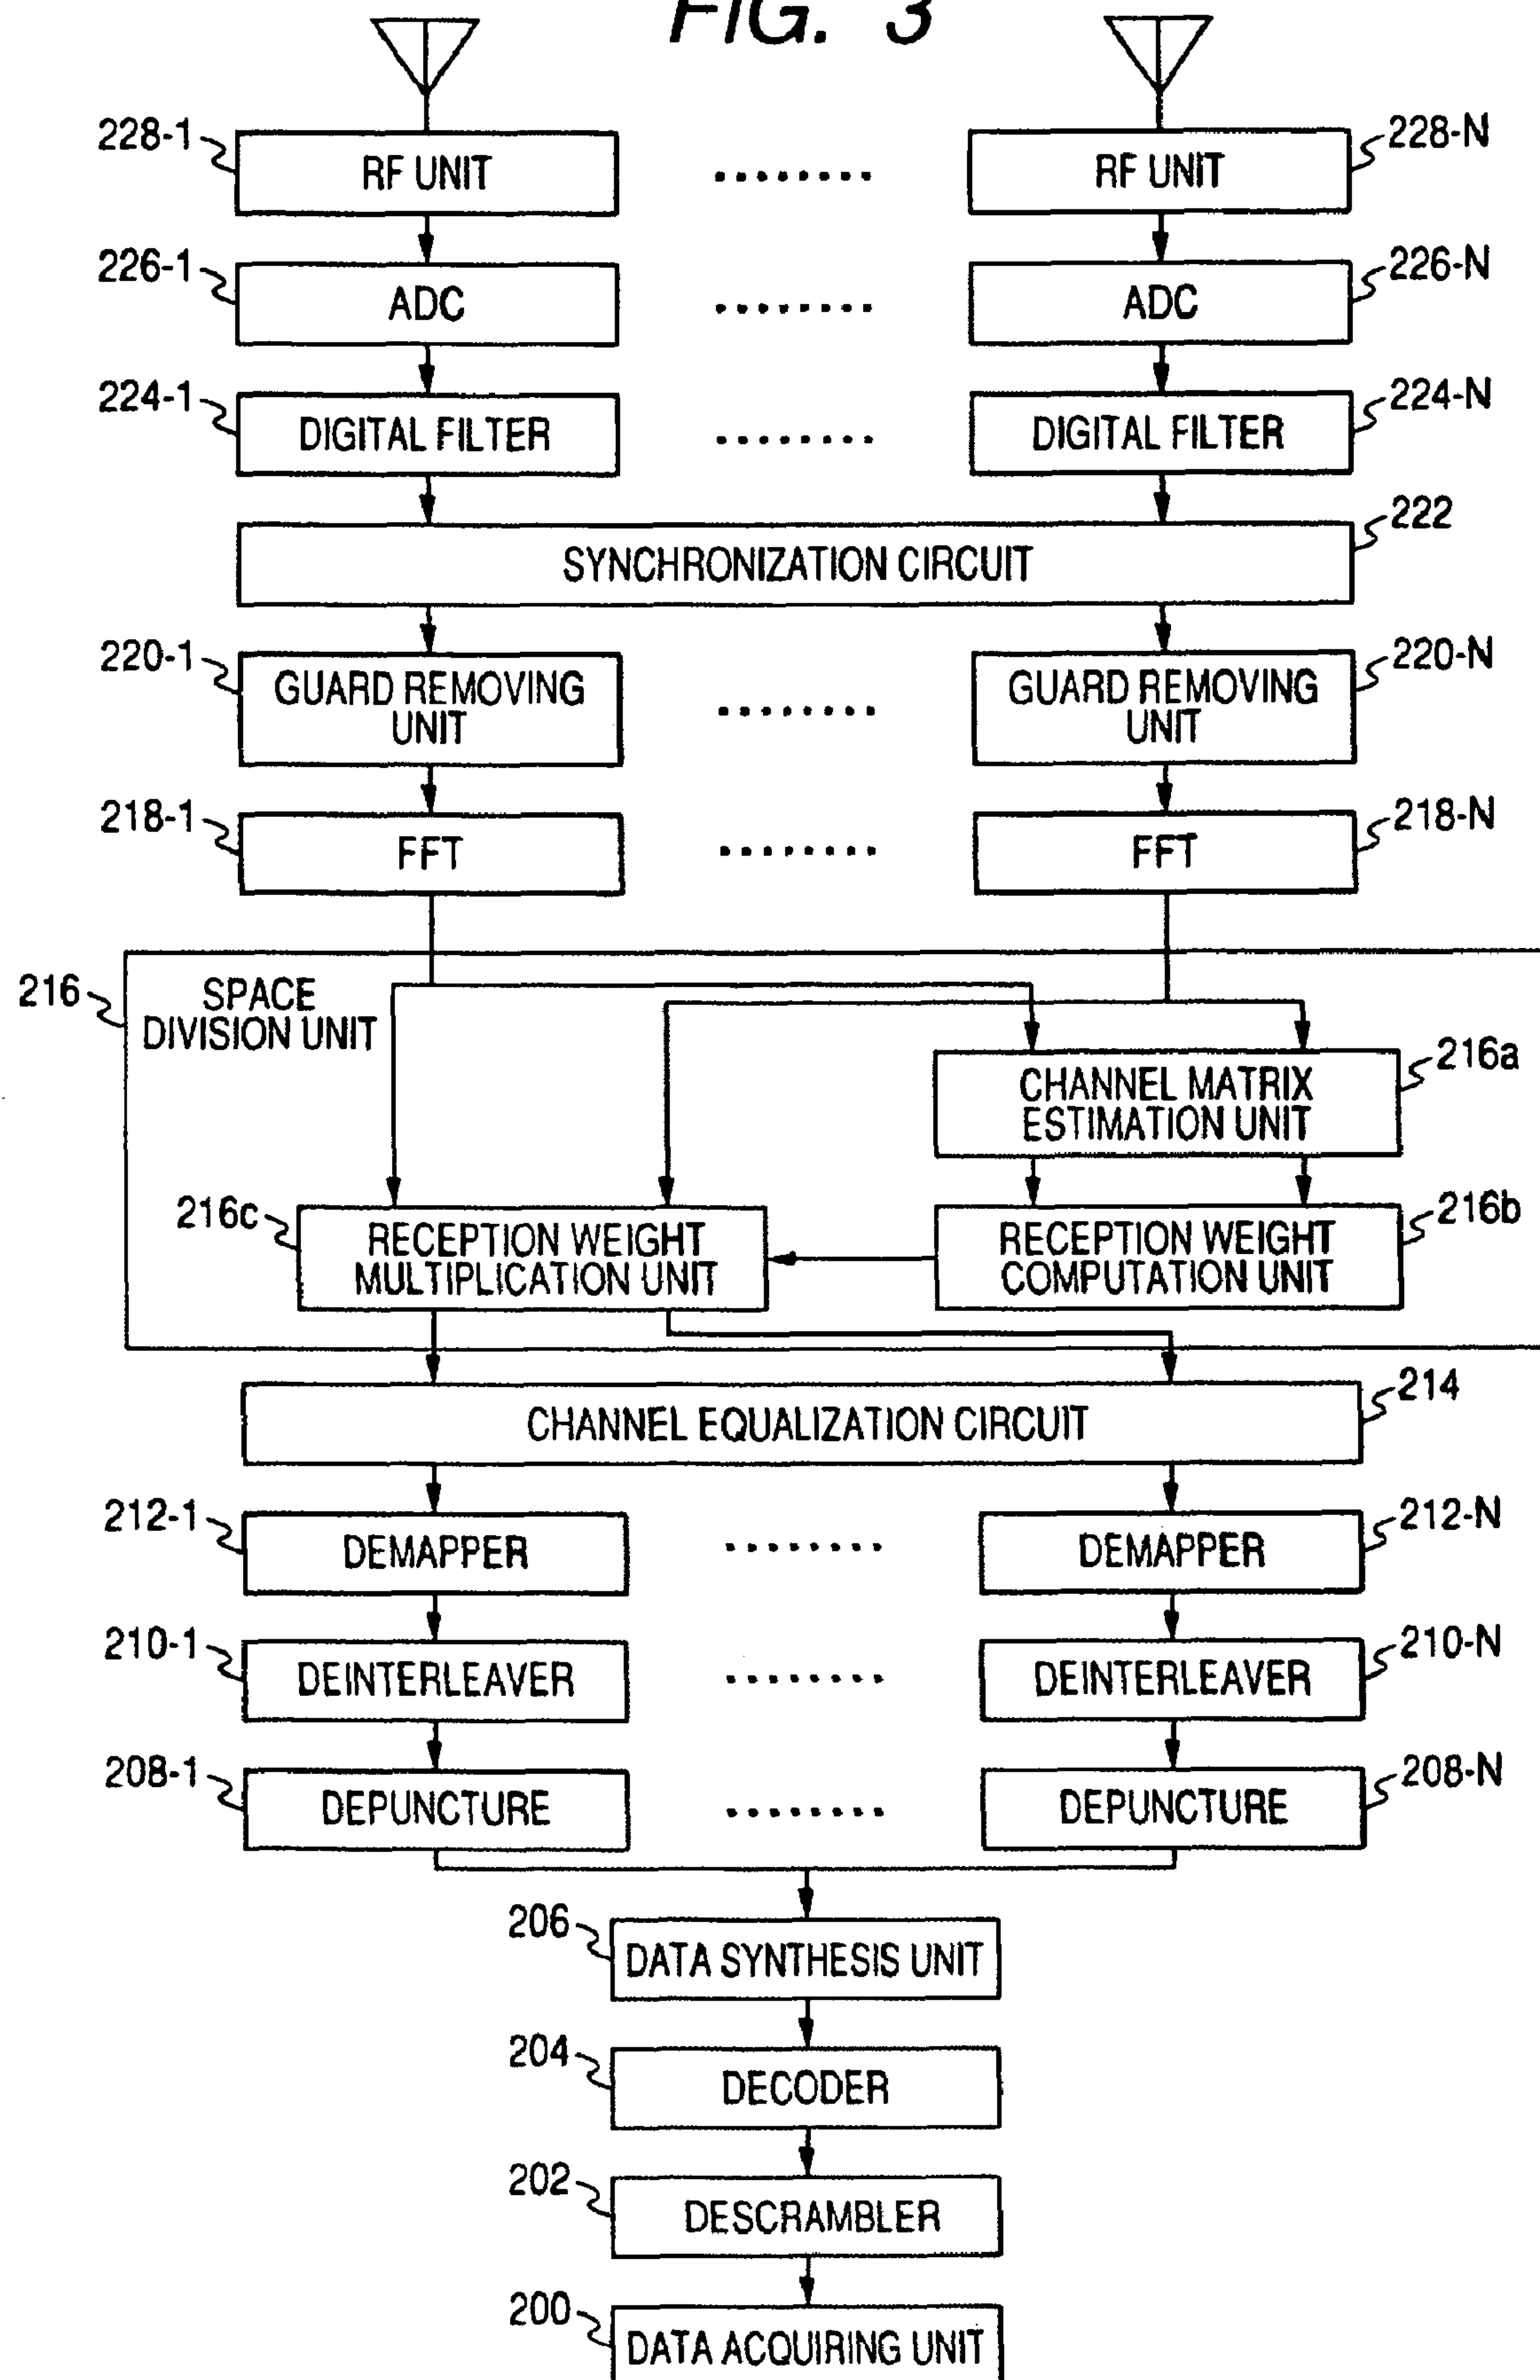 FIG. 3
228-1
RF UNIT
........
RF UNIT
228-N
226-1
ADC
........
ADC
226-N
224-1
DIGITAL FILTER
........
DIGITAL FILTER
224-N
222
SYNCHRONIZATION CIRCUIT
220-1
GUARD REMOVING
UNIT
........
GUARD REMOVING
UNIT
220-N
218-1
FFT
........
FFT
218-N
216
SPACE
DIVISION UNIT
216a
CHANNEL MATRIX
ESTIMATION UNIT
216c
RECEPTION WEIGHT
MULTIPLICATION UNIT
RECEPTION WEIGHT
COMPUTATION UNIT
216b
214
CHANNEL EQUALIZATION CIRCUIT
212-1
DEMAPPER
........
DEMAPPER
212-N
210-1
DEINTERLEAVER
........
DEINTERLEAVER
210-N
208-1
DEPUNCTURE
........
DEPUNCTURE
208-N
206
DATA SYNTHESIS UNIT
204
DECODER
202
DESCRAMBLER
200
DATA ACQUIRING UNIT